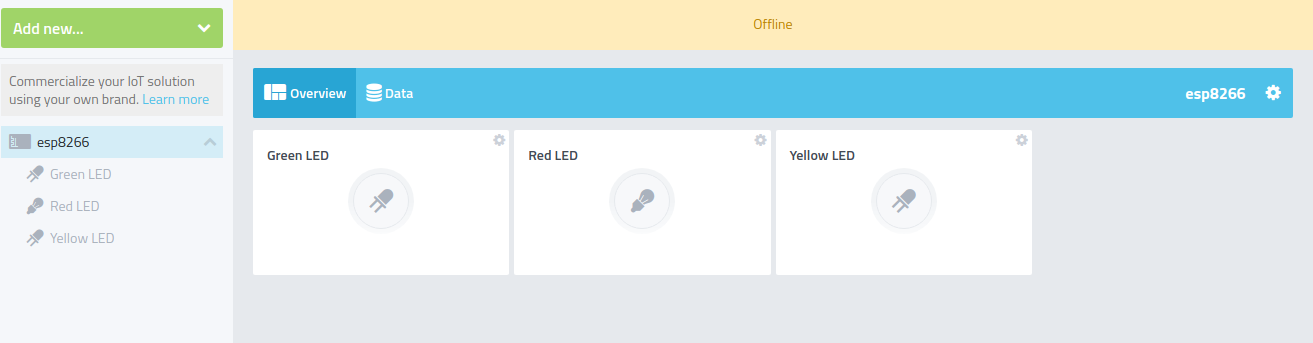 Add new...
Commercialize your IoT solution
using your own brand. Learn more
esp8266
Green LED
Red LED
Yellow LED
Offline
Overview
Data
esp8266
Green LED
Red LED
Yellow LED